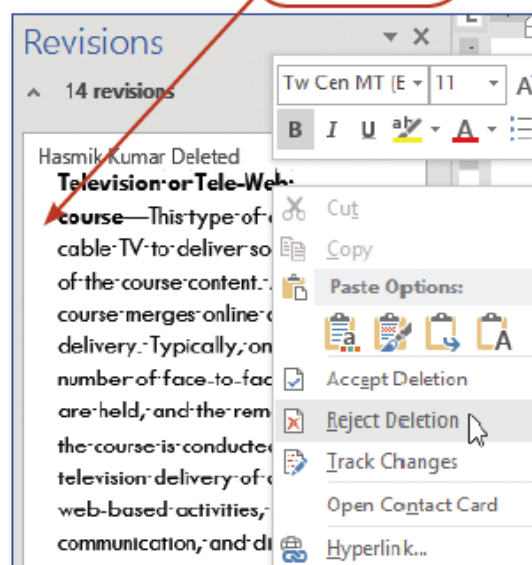 Revisions
14 revisions
Tw Cen MT (E 11 A
B I U ab A
Hasmik Kumar Deleted
Television or Tele-Web
course—This type of
cable TV to deliver so
of the course content.
course merges online
delivery. Typically, on
number of face-to-fac
are held, and the rem
the course is conducted
television delivery of
web-based activities,
communication, and di
Cut
Copy
Paste Options:
Accept Deletion
Reject Deletion
Track Changes
Open Contact Card
Hyperlink...